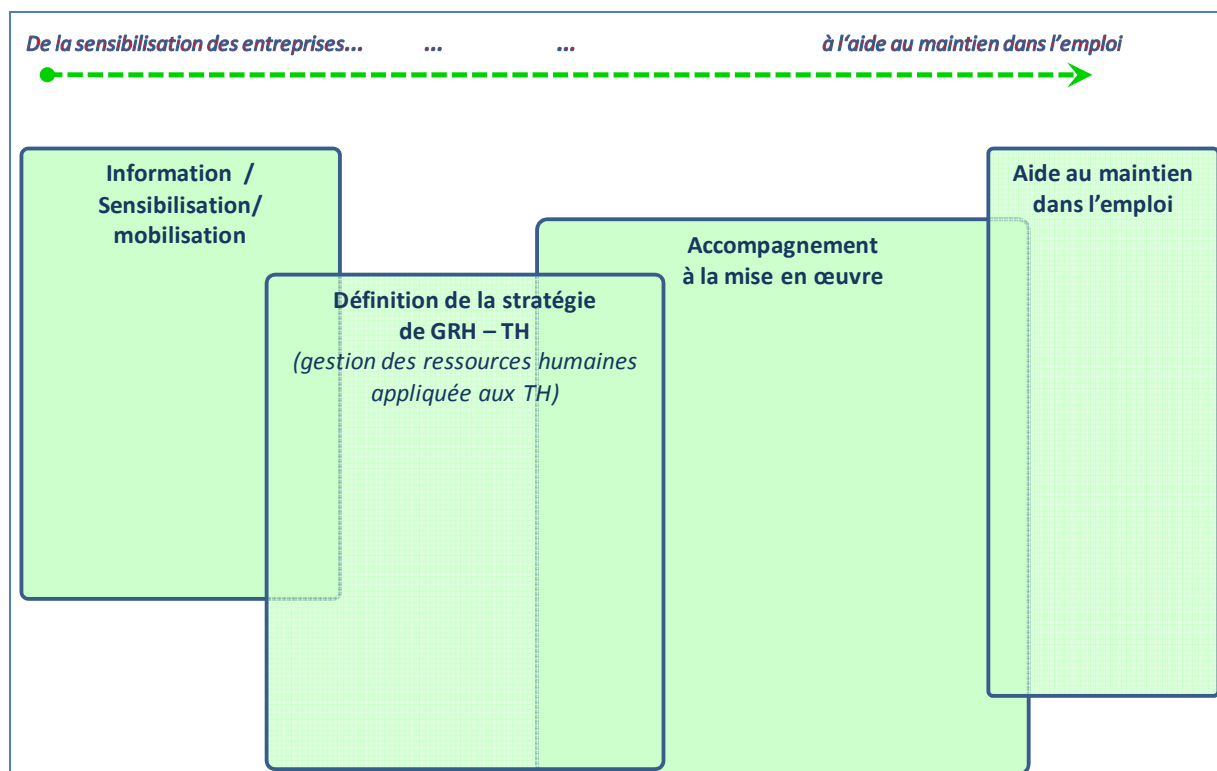 De la sensibilisation des entreprises... ... ... à l'aide au maintien dans l'emploi
Information /
Sensibilisation/
mobilisation
Définition de la stratégie
de GRH – TH
(gestion des ressources humaines
appliquée aux TH)
Accompagnement
à la mise en œuvre
Aide au maintien
dans l'emploi